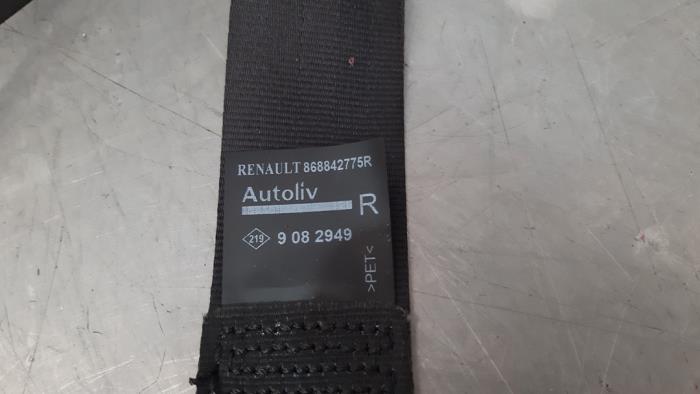 RENAULT 868842775R
Autoliv
R
219 9 08 2949
>PET<